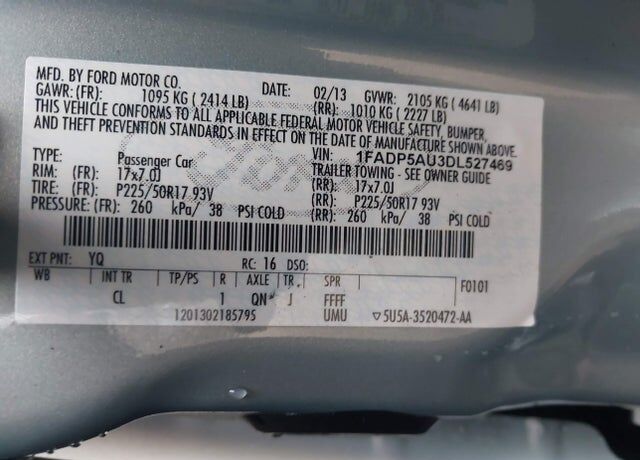 MFD. BY FORD MOTOR CO.
DATE: 02/13 GVWR: 2105 KG ( 4641 LB)
GAWR: (FR): 1095 KG ( 2414 LB) (RR): 1010 KG ( 2227 LB)
THIS VEHICLE CONFORMS TO ALL APPLICABLE FEDERAL MOTOR VEHICLE SAFETY, BUMPER,
AND THEFT PREVENTION STANDARDS IN EFFECT ON THE DATE OF MANUFACTURE SHOWN ABOVE.
VIN: 1FADP5AU3DL527469
TYPE: Passenger Car TRAILER TOWING - SEE OWNER GUIDE
RIM: (FR): 17x7.0J (RR): 17x7.0J
TIRE: (FR): P225/50R17 93V (RR): P225/50R17 93V
PRESSURE: (FR): 260 kPa/ 38 PSI COLD (RR): 260 kPa/ 38 PSI COLD
EXT PNT: YQ RC: 16 DSO:
WB INT TR TP/PS R AXLE TR SPR F0101
CL 1 QN* J FFFF
1201302185795 UMU ▽5U5A-3520472-AA
Ford